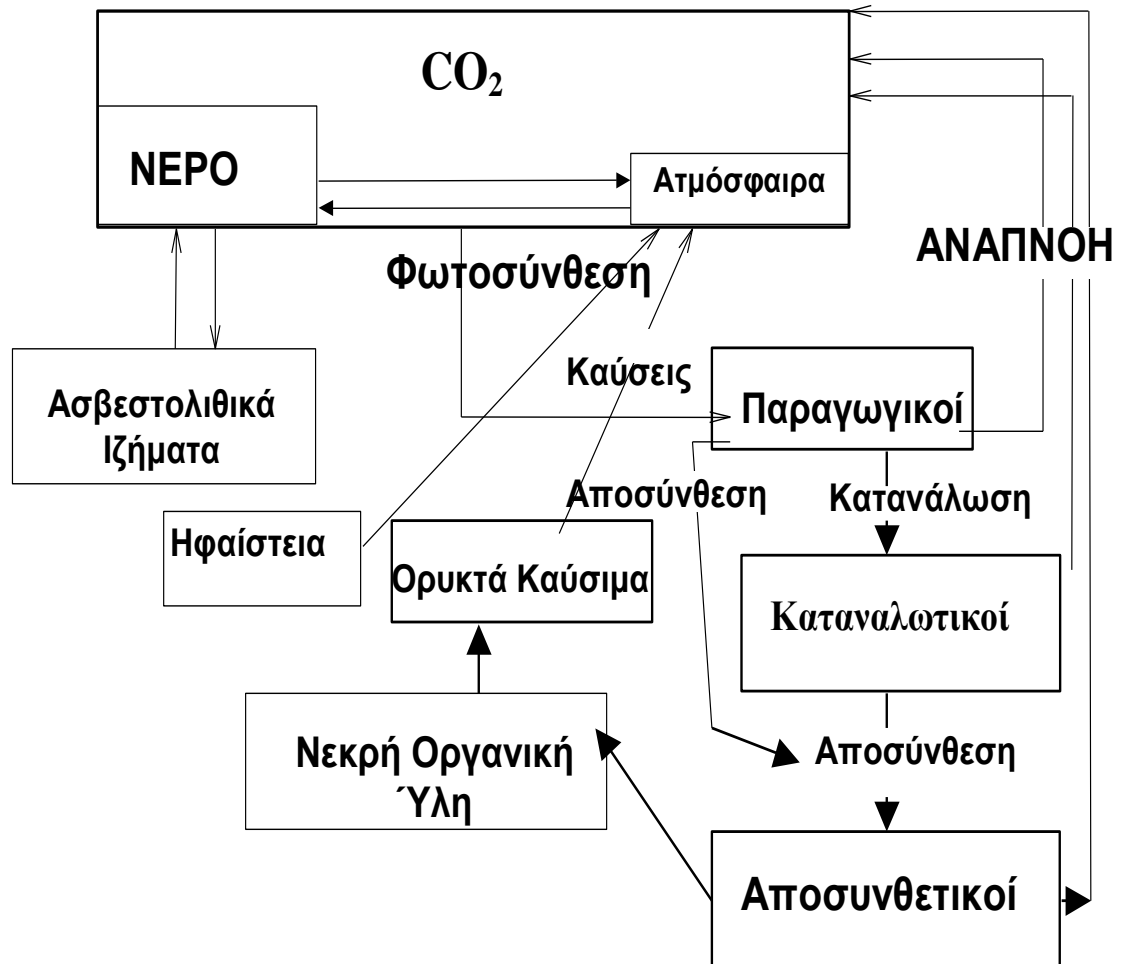 CO₂
ΝΕΡΟ
Ατμόσφαιρα
ΑΝΑΠΝΟΗ
Φωτοσύνθεση
Καύσεις
Ασβεστολιθικά
Ιζήματα
Παραγωγικοί
Αποσύνθεση
Κατανάλωση
Ηφαίστεια
Ορυκτά Καύσιμα
Καταναλωτικοί
Νεκρή Οργανική
Ύλη
Αποσύνθεση
Αποσυνθετικοί